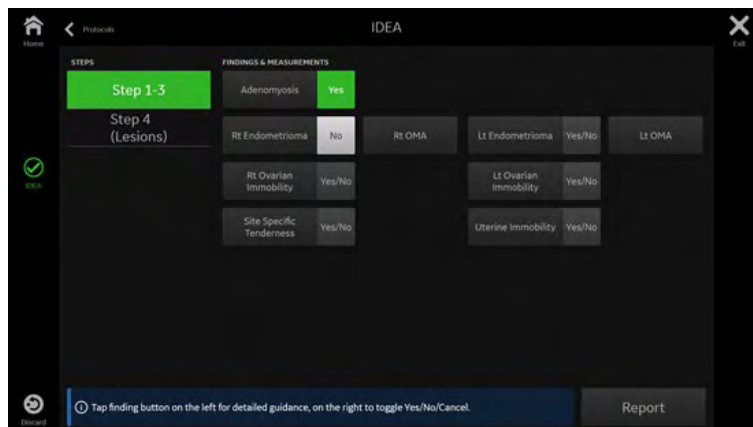 IDEA
Home
Protocols
Exit
STEPS
FINDINGS & MEASUREMENTS
Step 1-3
Adenomyosis
Yes
Step 4
(Lesions)
Rt Endometrioma
No
Rt OMA
Lt Endometrioma
Yes/No
Lt OMA
IDEA
Rt Ovarian
Immobility
Yes/No
Lt Ovarian
Immobility
Yes/No
Site Specific
Tenderness
Yes/No
Uterine Immobility
Yes/No
Tap finding button on the left for detailed guidance, on the right to toggle Yes/No/Cancel.
Report
Discard